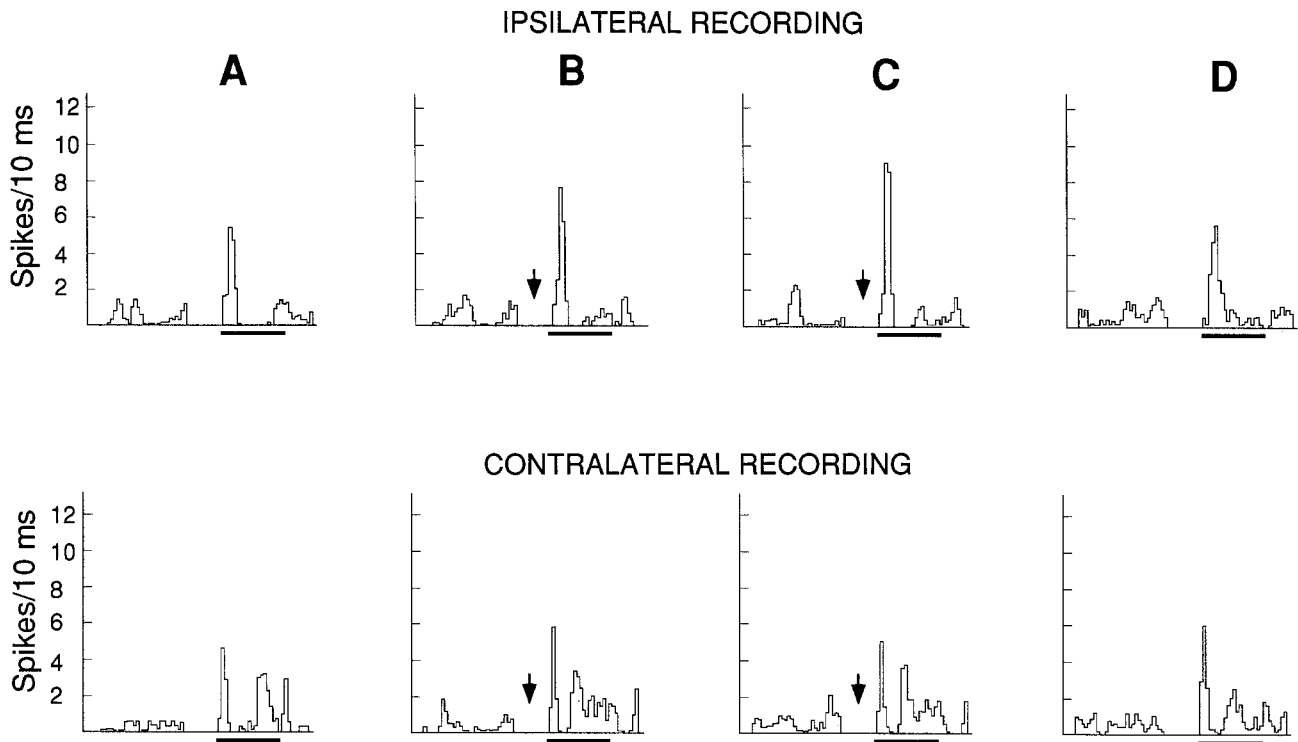 IPSILATERAL RECORDING
A B C D
Spikes/10 ms
12
10
8
6
4
2
CONTRALATERAL RECORDING
Spikes/10 ms
12
10
8
6
4
2